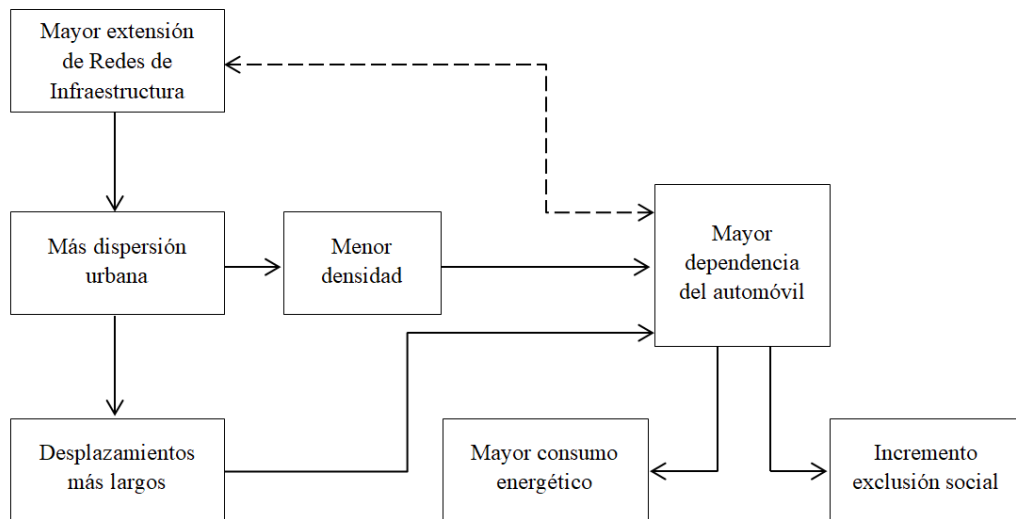 Mayor extensión
de Redes de
Infraestructura
Más dispersión
urbana
Menor
densidad
Mayor
dependencia
del automóvil
Desplazamientos
más largos
Mayor consumo
energético
Incremento
exclusión social